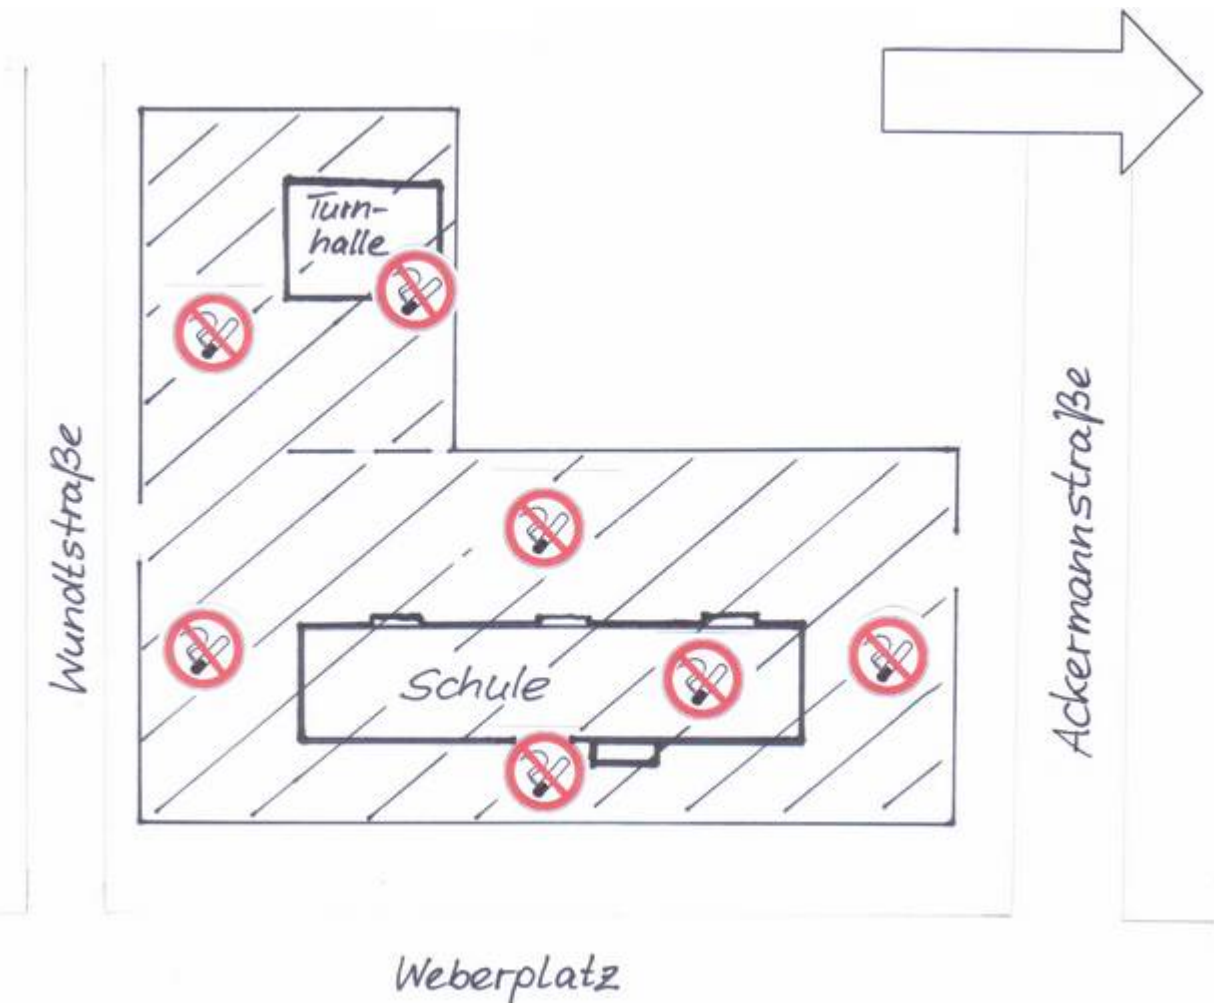 Turn-
halle
Wundtstraße
Ackermannstraße
Schule
Weberplatz